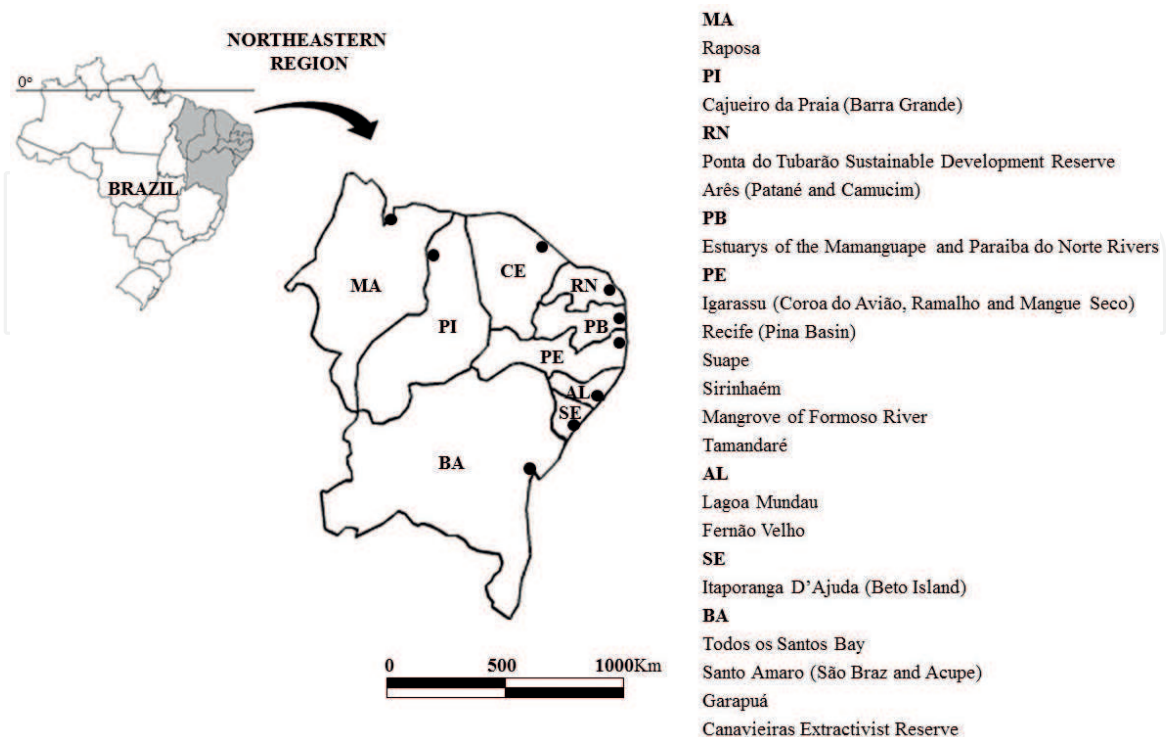 NORTHEASTERN
REGION
0°
BRAZIL
MA
PI
CE
RN
PB
PE
AL
SE
BA
0 500 1000Km
MA
Raposa
PI
Cajueiro da Praia (Barra Grande)
RN
Ponta do Tubarão Sustainable Development Reserve
Arês (Patané and Camucim)
PB
Estuarys of the Mamanguape and Paraiba do Norte Rivers
PE
Igarassu (Coroa do Avião, Ramalho and Mangue Seco)
Recife (Pina Basin)
Suape
Sirinhaém
Mangrove of Formoso River
Tamandaré
AL
Lagoa Mundau
Fernão Velho
SE
Itaporanga D’Ajuda (Beto Island)
BA
Todos os Santos Bay
Santo Amaro (São Braz and Acupe)
Garapuá
Canavieiras Extractivist Reserve